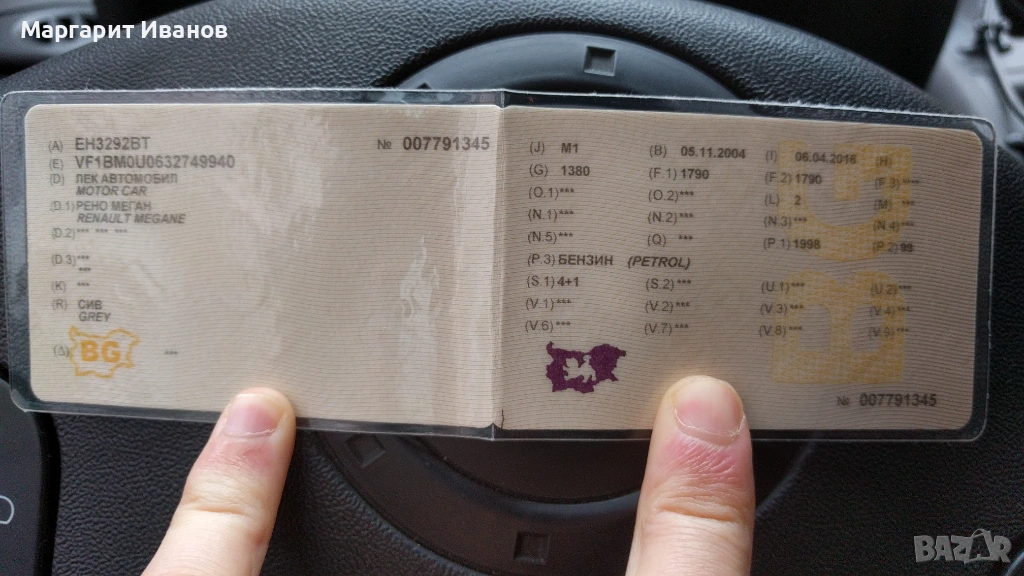 Маргарит Иванов
(A) EH3292BT № 007791345
(E) VF1BM0U0632749940
(D) ЛЕК АВТОМОБИЛ
MOTOR CAR
(D.1) РЕНО МЕГАН
RENAULT MEGANE
(D.2) *** *** ***
(D.3) ***
***
(K) ***
(R) СИВ
GREY
(Δ) BG ***
(J) M1 (B) 05.11.2004 (I) 06.04.2016 (H)
(G) 1380 (F.1) 1790 (F.2) 1790 (F.3) ***
(O.1) *** (O.2) *** (L) 2 (M) ***
(N.1) *** (N.2) *** (N.3) *** (N.4) ***
(N.5) *** (Q) *** (P.1) 1998 (P.2) 99
(P.3) БЕНЗИН (PETROL)
(S.1) 4+1 (S.2) *** (U.1) *** (U.2) ***
(V.1) *** (V.2) *** (V.3) *** (V.4) ***
(V.6) *** (V.7) *** (V.8) *** (V.9) ***
№ 007791345
BAZAR